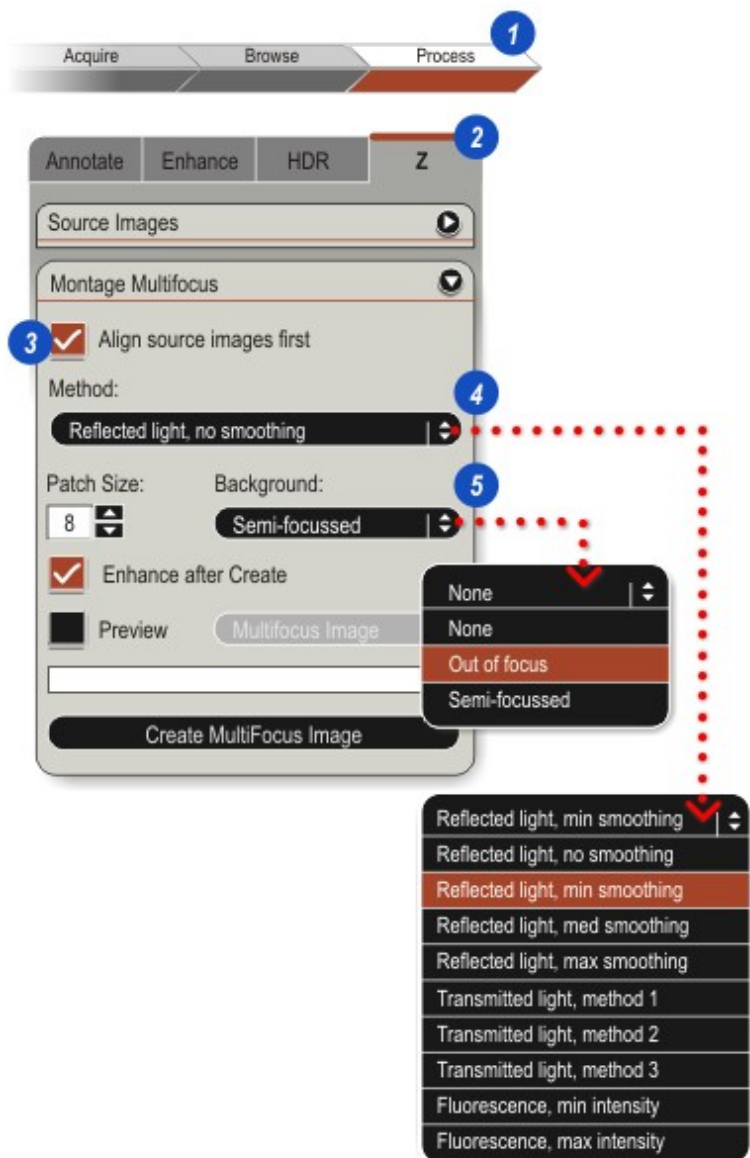 1
Acquire Browse Process
2
Annotate Enhance HDR Z
Source Images
Montage Multifocus
3
Align source images first
Method:
4
Reflected light, no smoothing
Patch Size: Background:
5
8 Semi-focussed
Enhance after Create
Preview Multifocus Image
Create MultiFocus Image
None
None
Out of focus
Semi-focussed
Reflected light, min smoothing
Reflected light, no smoothing
Reflected light, min smoothing
Reflected light, med smoothing
Reflected light, max smoothing
Transmitted light, method 1
Transmitted light, method 2
Transmitted light, method 3
Fluorescence, min intensity
Fluorescence, max intensity